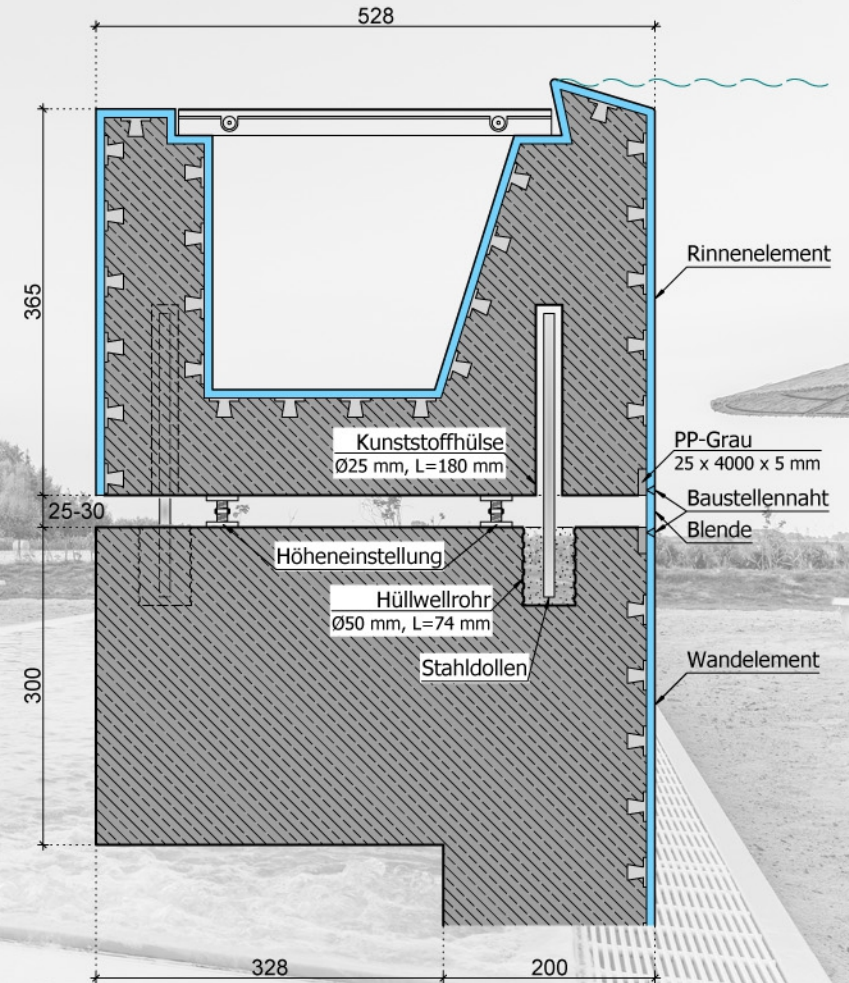 528
365
Rinnenelement
Kunststoffhülse
Ø25 mm, L=180 mm
PP-Grau
25 x 4000 x 5 mm
25-30
Baustellennaht
Blende
Höheneinstellung
Hüllwellrohr
Ø50 mm, L=74 mm
Stahldollen
Wandelement
300
328
200